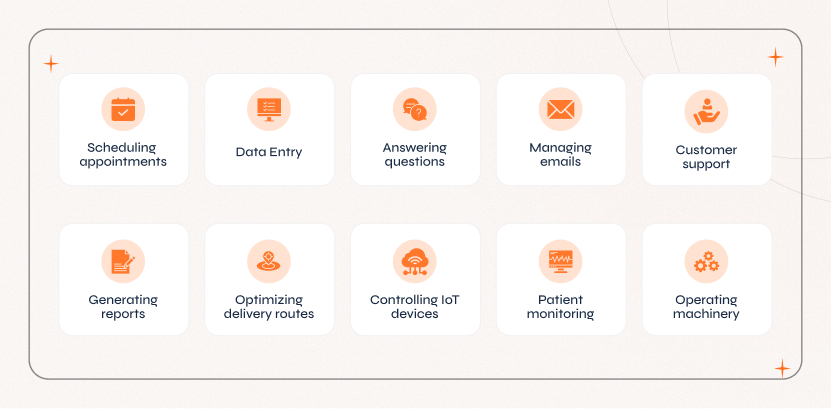 Scheduling
appointments
Data Entry
Answering
questions
Managing
emails
Customer
support
Generating
reports
Optimizing
delivery routes
Controlling IoT
devices
Patient
monitoring
Operating
machinery